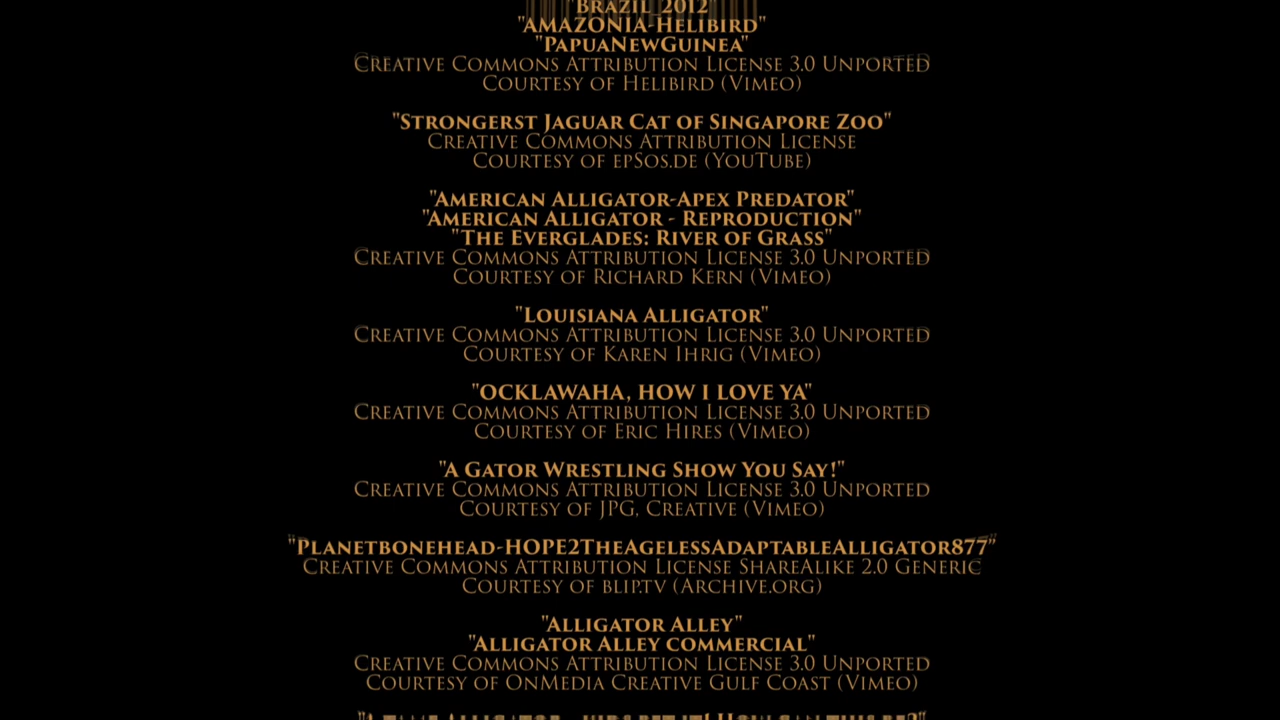 "Brazil_2012"
"AMAZONIA-Helibird"
"PapuaNewGuinea"
Creative Commons Attribution License 3.0 Unported
Courtesy of Helibird (Vimeo)
"Strongerst Jaguar Cat of Singapore Zoo"
Creative Commons Attribution License
Courtesy of epSos.de (YouTube)
"American Alligator-Apex Predator"
"American Alligator - Reproduction"
"The Everglades: River of Grass"
Creative Commons Attribution License 3.0 Unported
Courtesy of Richard Kern (Vimeo)
"Louisiana Alligator"
Creative Commons Attribution License 3.0 Unported
Courtesy of Karen Ihrig (Vimeo)
"OCKLAWAHA, HOW I LOVE YA"
Creative Commons Attribution License 3.0 Unported
Courtesy of Eric Hires (Vimeo)
"A Gator Wrestling Show You Say!"
Creative Commons Attribution License 3.0 Unported
Courtesy of JPG, Creative (Vimeo)
"Planetbonehead-HOPE2TheAgelessAdaptableAlligator877"
Creative Commons Attribution License ShareAlike 2.0 Generic
Courtesy of blip.tv (Archive.org)
"Alligator Alley"
"Alligator Alley commercial"
Creative Commons Attribution License 3.0 Unported
Courtesy of OnMedia Creative Gulf Coast (Vimeo)